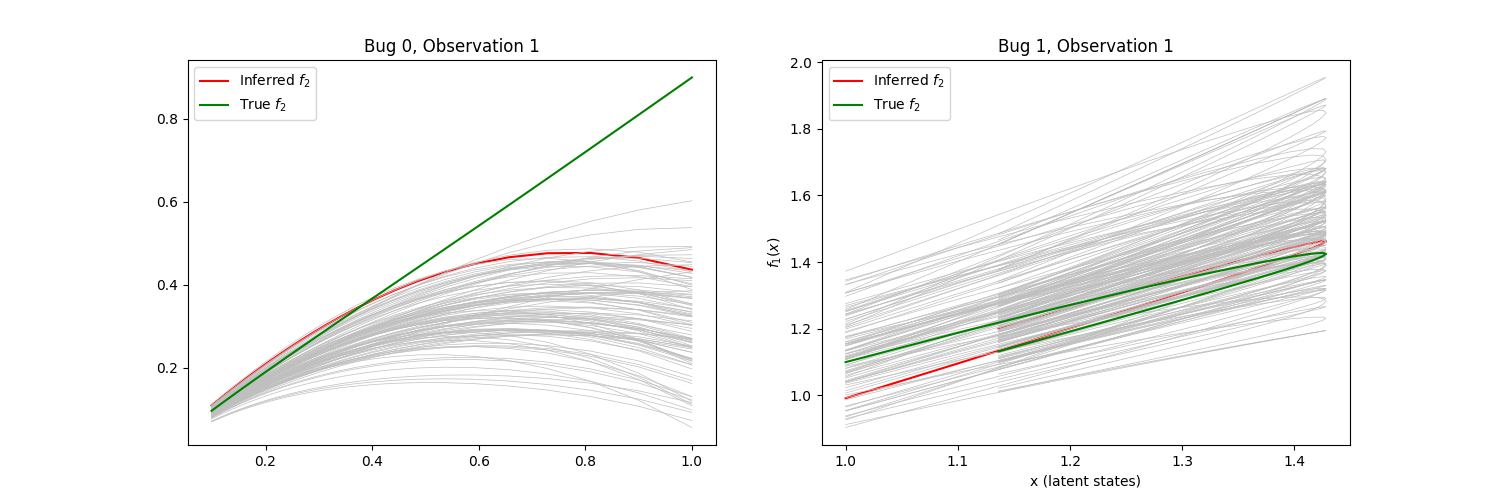 Bug 0, Observation 1
Inferred f₂
True f₂
0.8
0.6
0.4
0.2
0.2 0.4 0.6 0.8 1.0
Bug 1, Observation 1
Inferred f₂
True f₂
2.0
1.8
1.6
1.4
1.2
1.0
f₁(x)
1.0 1.1 1.2 1.3 1.4
x (latent states)